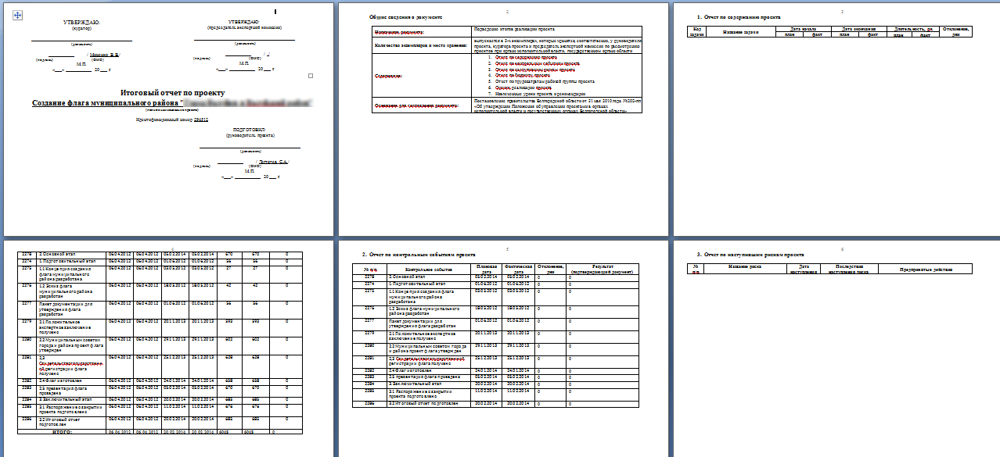 УТВЕРЖДАЮ:
(куратор)
(должность)
/ Мищенко В.В./
(подпись) (ФИО)
М.П.
«___» ________ 20__ г
УТВЕРЖДАЮ:
(председатель экспертной комиссии)
(должность)
(подпись) (ФИО)
М.П.
«___» ________ 20__ г
Итоговый отчет по проекту
Создание флага муниципального района "
(полное наименование проекта)
Идентификационный номер
ПОДГОТОВИЛ:
(руководитель проекта)
(должность)
(подпись) (ФИО)
М.П.
«___» ________ 20__ г
2
Общие сведения о документе
Назначение документа: Подведение итогов реализации проекта
Количество экземпляров и место хранения: выпускается в 3-х экземплярах, которые хранятся, соответственно, у руководителя
проекта, куратора проекта и председателя экспертной комиссии по рассмотрению
проектов при органе исполнительной власти, государственном органе области
Содержание:
1. Отчет по содержанию проекта
2. Отчет по контрольным событиям проекта
3. Отчет по наступившим рискам проекта
4. Отчет по бюджету проекта
5. Отчет по трудозатратам рабочей группы проекта
6. Оценка реализации проекта
7. Извлеченные уроки проекта и рекомендации
Основание для составления документа: Постановление правительства Белгородской области от 31 мая 2010 года №202-пп
«Об утверждении Положения об управлении проектами в органах
исполнительной власти и государственных органах Белгородской области»
3
1. Отчет по содержанию проекта
Код задачи Название задачи Дата начала Дата окончания Длительность, дн. Отклонение, дни
план факт план факт план факт
2278 2. Основной этап 06.04.2012 06.04.2012 05.02.2014 05.02.2014 670 670 0
2274 1. Подготовительный этап 06.04.2012 06.04.2012 01.06.2012 01.06.2012 56 56 0
2275 1.1 Концепция создания флага муниципального района разработана 06.04.2012 06.04.2012 03.05.2012 03.05.2012 27 27 0
2276 1.2 Эскиз флага муниципального района разработан 06.04.2012 06.04.2012 18.05.2012 18.05.2012 42 42 0
2277 Пакет документации для утверждения флага разработан 06.04.2012 06.04.2012 01.06.2012 01.06.2012 56 56 0
2279 2.1 Положительное экспертное заключение получено 06.04.2012 06.04.2012 20.11.2013 20.11.2013 593 593 0
2280 2.2 Муниципальным советом города и района проект флага утвержден 06.04.2012 06.04.2012 29.11.2013 29.11.2013 602 602 0
2281 2.3 Свидетельство государственной регистрации флага получено 06.04.2012 06.04.2012 25.12.2013 25.12.2013 628 628 0
2282 2.4 Флаг изготовлен 06.04.2012 06.04.2012 24.01.2014 24.01.2014 658 658 0
2283 2.5 презентация флага проведена 06.04.2012 06.04.2012 05.02.2014 05.02.2014 670 670 0
2284 3. Заключительный этап 06.04.2012 06.04.2012 20.02.2014 20.02.2014 685 685 0
2285 3.1 Распоряжение о закрытии проекта подготовлено 06.04.2012 06.04.2012 11.02.2014 11.02.2014 676 676 0
2286 3.2 Итоговый отчет подготовлен 06.04.2012 06.04.2012 20.02.2014 20.02.2014 685 685 0
ИТОГО: 06.04.2012 06.04.2012 20.02.2014 20.02.2014 6048 6048 0
5
2. Отчет по контрольным событиям проекта
№ п/п Контрольное событие Плановая дата Фактическая дата Отклонение, дни Результат (подтверждающий документ)
2278 2. Основной этап 05.02.2014 05.02.2014 0 0
2274 1. Подготовительный этап 01.06.2012 01.06.2012 0 0
2275 1.1 Концепция создания флага муниципального района разработана 03.05.2012 03.05.2012 0 0
2276 1.2 Эскиз флага муниципального района разработан 18.05.2012 18.05.2012 0 0
2277 Пакет документации для утверждения флага разработан 01.06.2012 01.06.2012 0 0
2279 2.1 Положительное экспертное заключение получено 20.11.2013 20.11.2013 0 0
2280 2.2 Муниципальным советом города и района проект флага утвержден 29.11.2013 29.11.2013 0 0
2281 2.3 Свидетельство государственной регистрации флага получено 25.12.2013 25.12.2013 0 0
2282 2.4 Флаг изготовлен 24.01.2014 24.01.2014 0 0
2283 2.5 презентация флага проведена 05.02.2014 05.02.2014 0 0
2284 3. Заключительный этап 20.02.2014 20.02.2014 0 0
2285 3.1 Распоряжение о закрытии проекта подготовлено 11.02.2014 11.02.2014 0 0
2286 3.2 Итоговый отчет подготовлен 20.02.2014 20.02.2014 0 0
6
3. Отчет по наступившим рискам проекта
№ п/п Название риска Дата наступления Последствия наступления риска Предпринятые действия